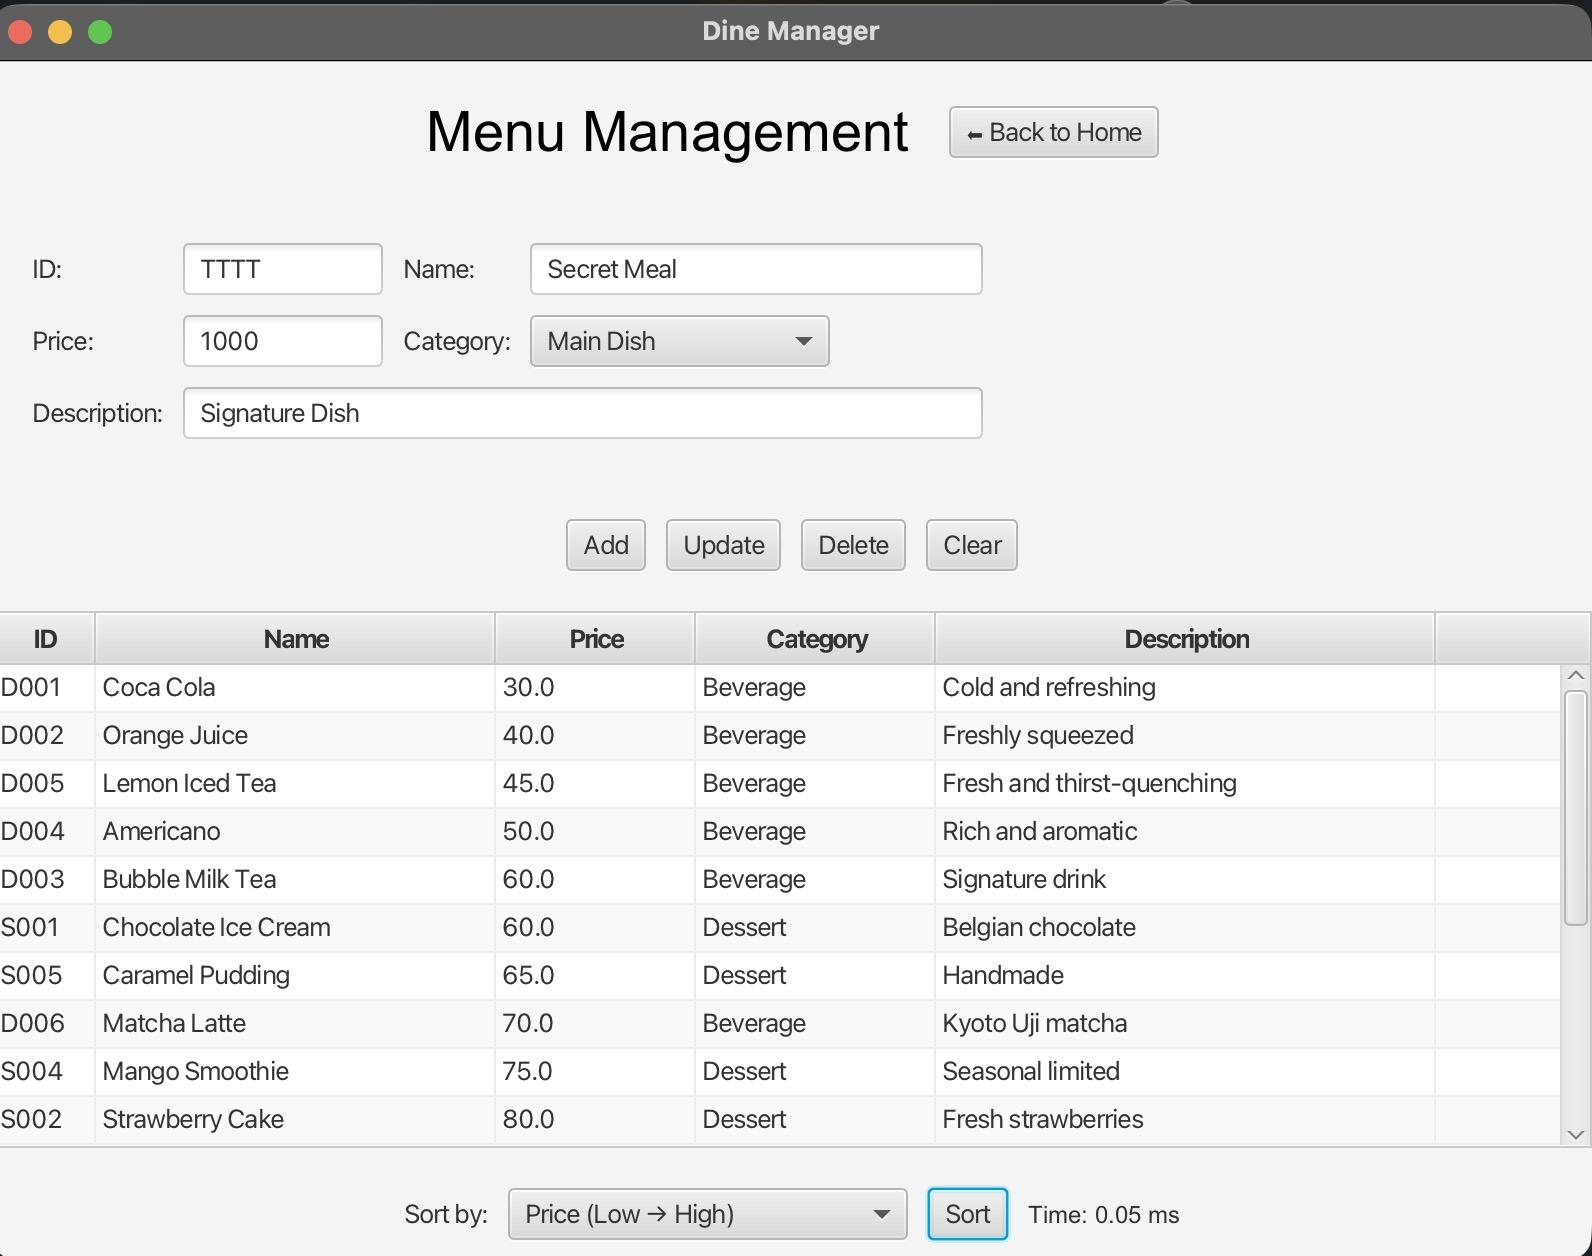 Dine Manager
Menu Management
← Back to Home
ID: TTTT Name: Secret Meal
Price: 1000 Category: Main Dish
Description: Signature Dish
Add Update Delete Clear
ID Name Price Category Description
D001 Coca Cola 30.0 Beverage Cold and refreshing
D002 Orange Juice 40.0 Beverage Freshly squeezed
D005 Lemon Iced Tea 45.0 Beverage Fresh and thirst-quenching
D004 Americano 50.0 Beverage Rich and aromatic
D003 Bubble Milk Tea 60.0 Beverage Signature drink
S001 Chocolate Ice Cream 60.0 Dessert Belgian chocolate
S005 Caramel Pudding 65.0 Dessert Handmade
D006 Matcha Latte 70.0 Beverage Kyoto Uji matcha
S004 Mango Smoothie 75.0 Dessert Seasonal limited
S002 Strawberry Cake 80.0 Dessert Fresh strawberries
Sort by: Price (Low → High) Sort Time: 0.05 ms